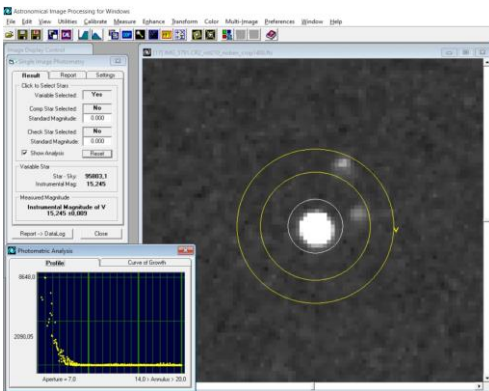 Astronomical Image Processing for Windows
File Edit View Utilities Calibrate Measure Enhance Transform Color Multi-image Preferences Window Help
Image Display Control
Single Image Photometry
Result Report Settings
Click to Select Stars
Variable Selected: Yes
Comp Star Selected: No
Standard Magnitude: 0.000
Check Star Selected: No
Standard Magnitude: 0.000
Show Analysis Reset
Variable Star
Star - Sky: 95883,1
Instrumental Mag: 15,245
Measured Magnitude
Instrumental Magnitude of V
15,245 ±0,009
Report -> DataLog Close
V
Photometric Analysis
Profile Curve of Growth
2090,05
Aperture = 7,0 14,0 > Annulus > 20,0